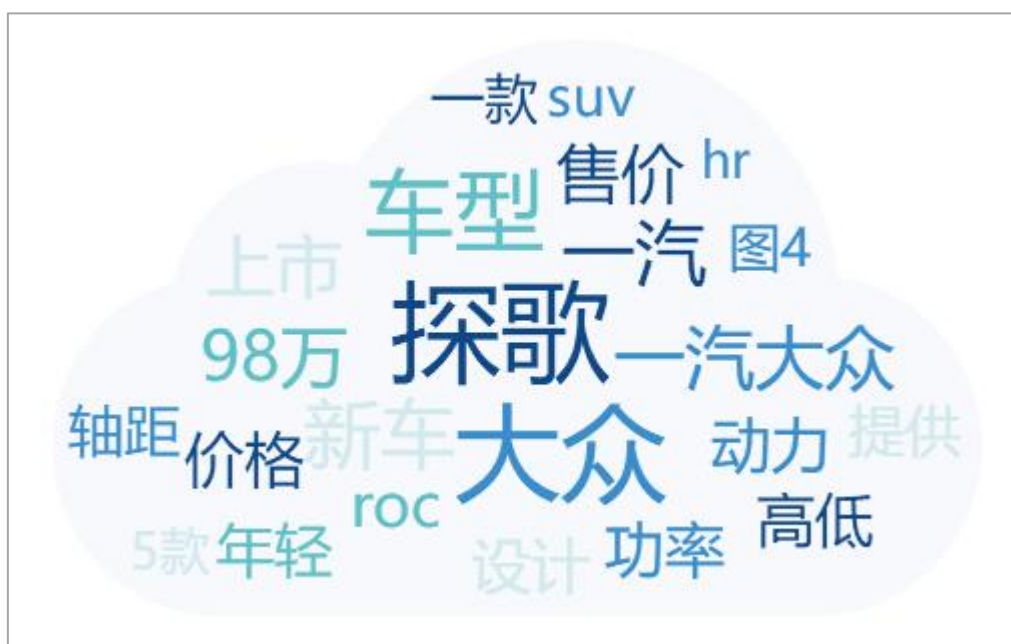 一款 suv
售价 hr
车型
一汽 图4
上市
探歌
98万 一汽大众
轴距 价格 新车 大众 动力 提供
roc 高低
5款 年轻 设计 功率